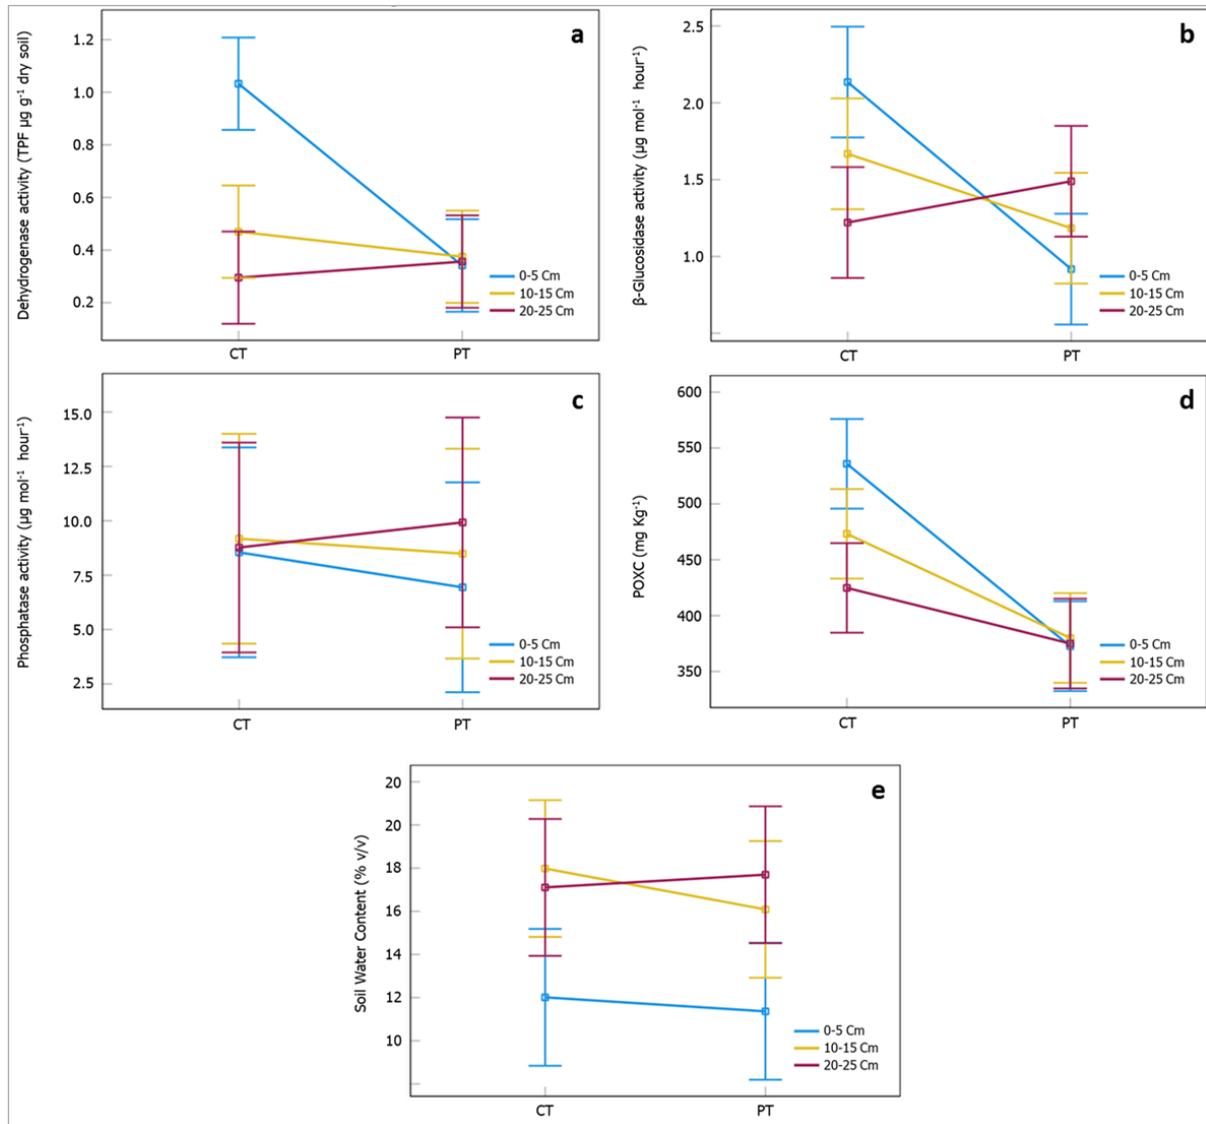 a
Dehydrogenase activity (TPF µg g⁻¹ dry soil)
1.2
1.0
0.8
0.6
0.4
0.2
0-5 Cm
10-15 Cm
20-25 Cm
CT
PT
b
β-Glucosidase activity (µg mol⁻¹ hour⁻¹)
2.5
2.0
1.5
1.0
0-5 Cm
10-15 Cm
20-25 Cm
CT
PT
c
Phosphatase activity (µg mol⁻¹ hour⁻¹)
15.0
12.5
10.0
7.5
5.0
2.5
0-5 Cm
10-15 Cm
20-25 Cm
CT
PT
d
POXC (mg Kg⁻¹)
600
550
500
450
400
350
0-5 Cm
10-15 Cm
20-25 Cm
CT
PT
e
Soil Water Content (% v/v)
20
18
16
14
12
10
0-5 Cm
10-15 Cm
20-25 Cm
CT
PT